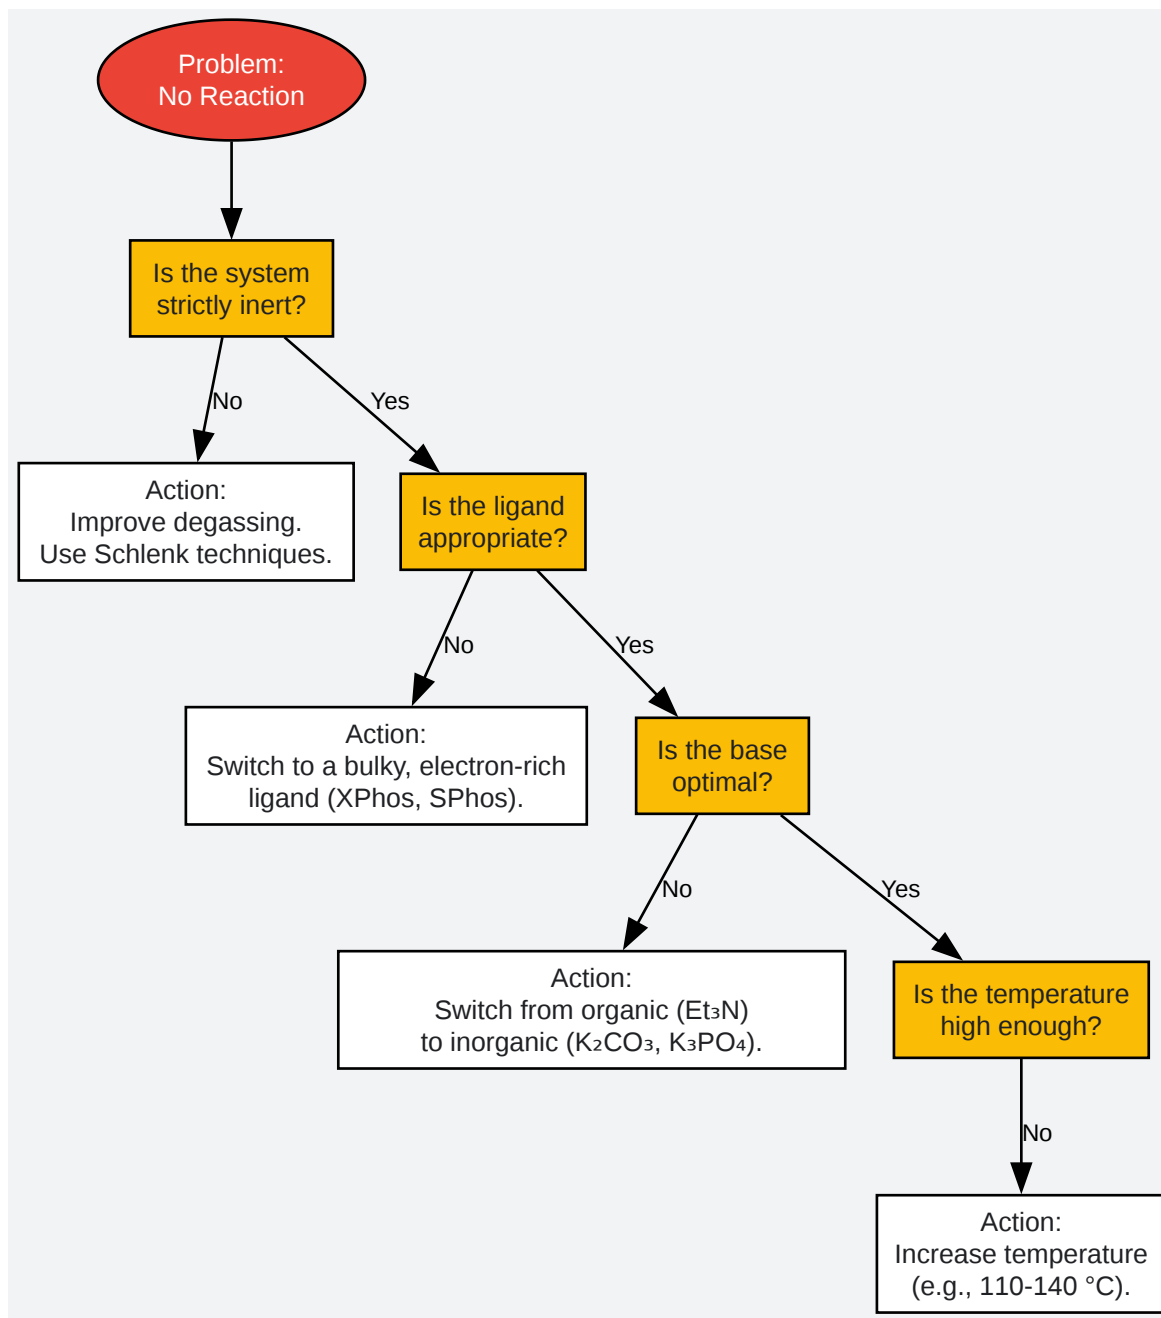 Problem:
No Reaction
Is the system
strictly inert?
No
Yes
Action:
Improve degassing.
Use Schlenk techniques.
Is the ligand
appropriate?
No
Yes
Action:
Switch to a bulky, electron-rich
ligand (XPhos, SPhos).
Is the base
optimal?
No
Yes
Action:
Switch from organic (Et₃N)
to inorganic (K₂CO₃, K₃PO₄).
Is the temperature
high enough?
No
Action:
Increase temperature
(e.g., 110-140 °C).